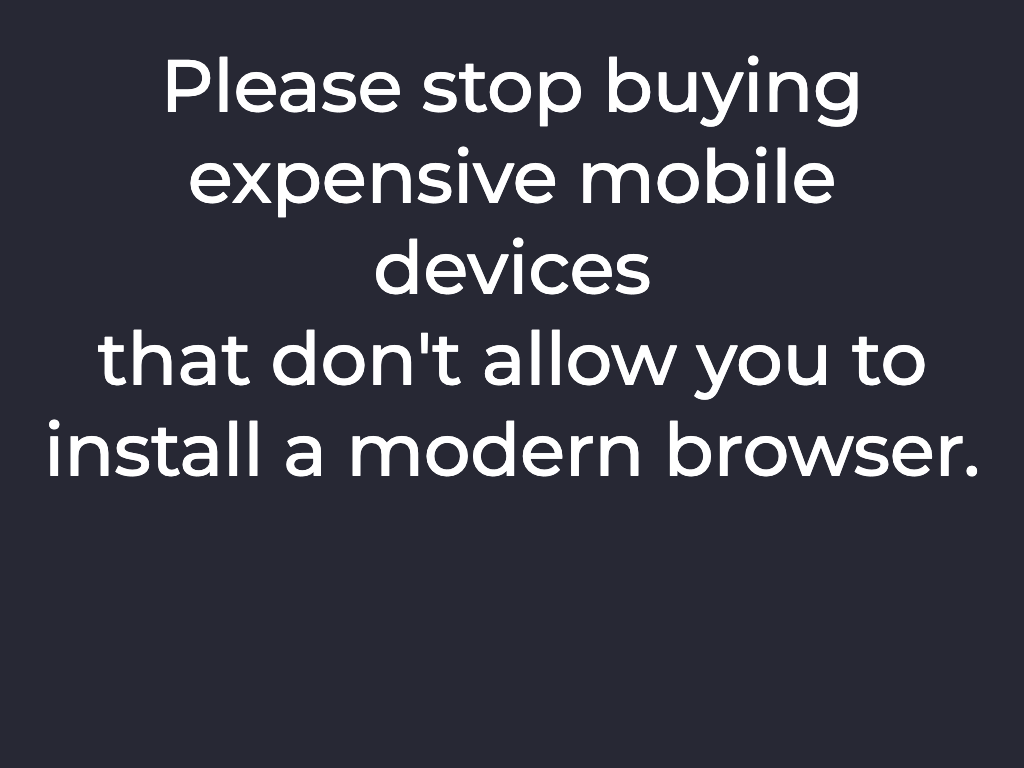 Please stop buying
expensive mobile
devices
that don't allow you to
install a modern browser.